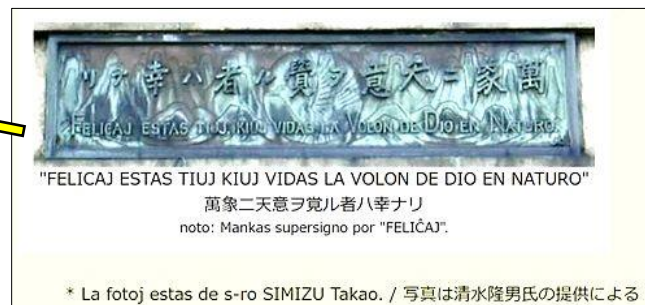 萬象ニ天意ヲ覺ル者ハ幸ナリ
FELICAJ ESTAS TIUJ, KIUJ VIDAS LA VOLON DE DIO EN NATURO.
"FELICAJ ESTAS TIUJ KIUJ VIDAS LA VOLON DE DIO EN NATURO"
萬象二天意ヲ覚ル者八幸ナリ
noto: Mankas supersigno por "FELIĈAJ".
* La fotoj estas de s-ro SIMIZU Takao. / 写真は清水隆男氏の提供による